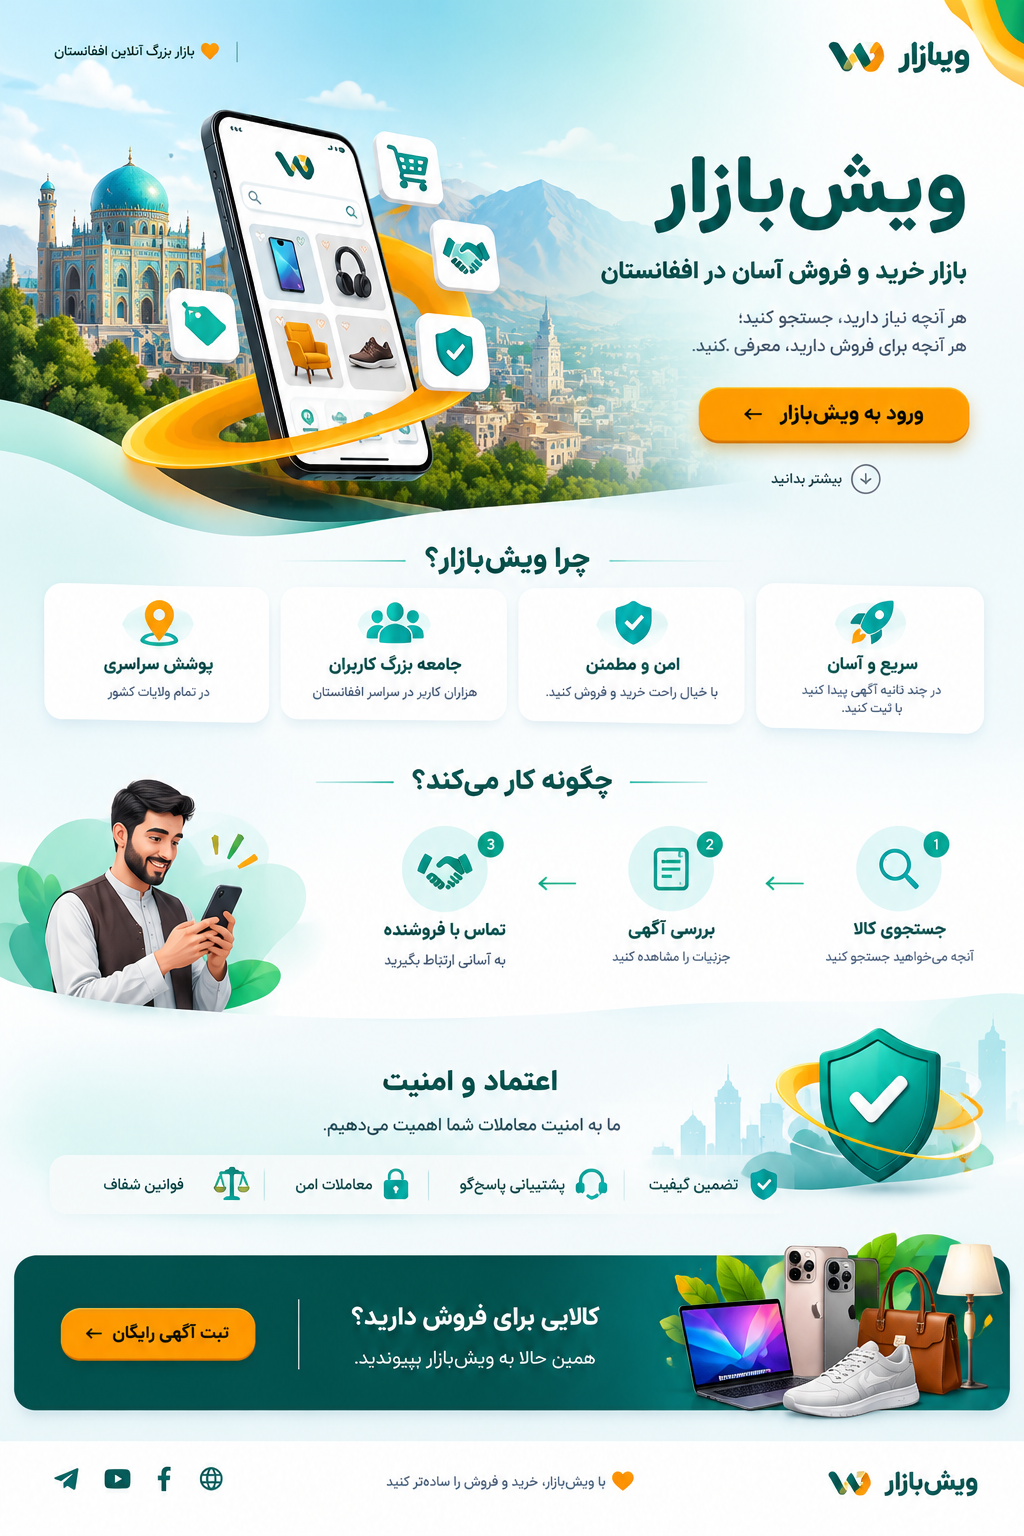 ویبازار
بازار بزرگ آنلاین افغانستان
ویش‌بازار
بازار خرید و فروش آسان در افغانستان
هر آنچه نیاز دارید، جستجو کنید؛
هر آنچه برای فروش دارید، معرفی .کنید.
ورود به ویش‌بازار
بیشتر بدانید
چرا ویش‌بازار؟
سریع و آسان
در چند ثانیه آگهی پیدا کنید
یا ثبت کنید.
امن و مطمئن
با خیال راحت خرید و فروش کنید.
جامعه بزرگ کاربران
هزاران کاربر در سراسر افغانستان
پوشش سراسری
در تمام ولایات کشور
چگونه کار می‌کند؟
1
جستجوی کالا
آنچه می‌خواهید جستجو کنید
2
بررسی آگهی
جزئیات را مشاهده کنید
3
تماس با فروشنده
به آسانی ارتباط بگیرید
اعتماد و امنیت
ما به امنیت معاملات شما اهمیت می‌دهیم.
تضمین کیفیت
پشتیبانی پاسخ‌گو
معاملات امن
قوانین شفاف
کالایی برای فروش دارید؟
همین حالا به ویش‌بازار بپیوندید.
ثبت آگهی رایگان
ویش‌بازار
با ویش‌بازار، خرید و فروش را ساده‌تر کنید